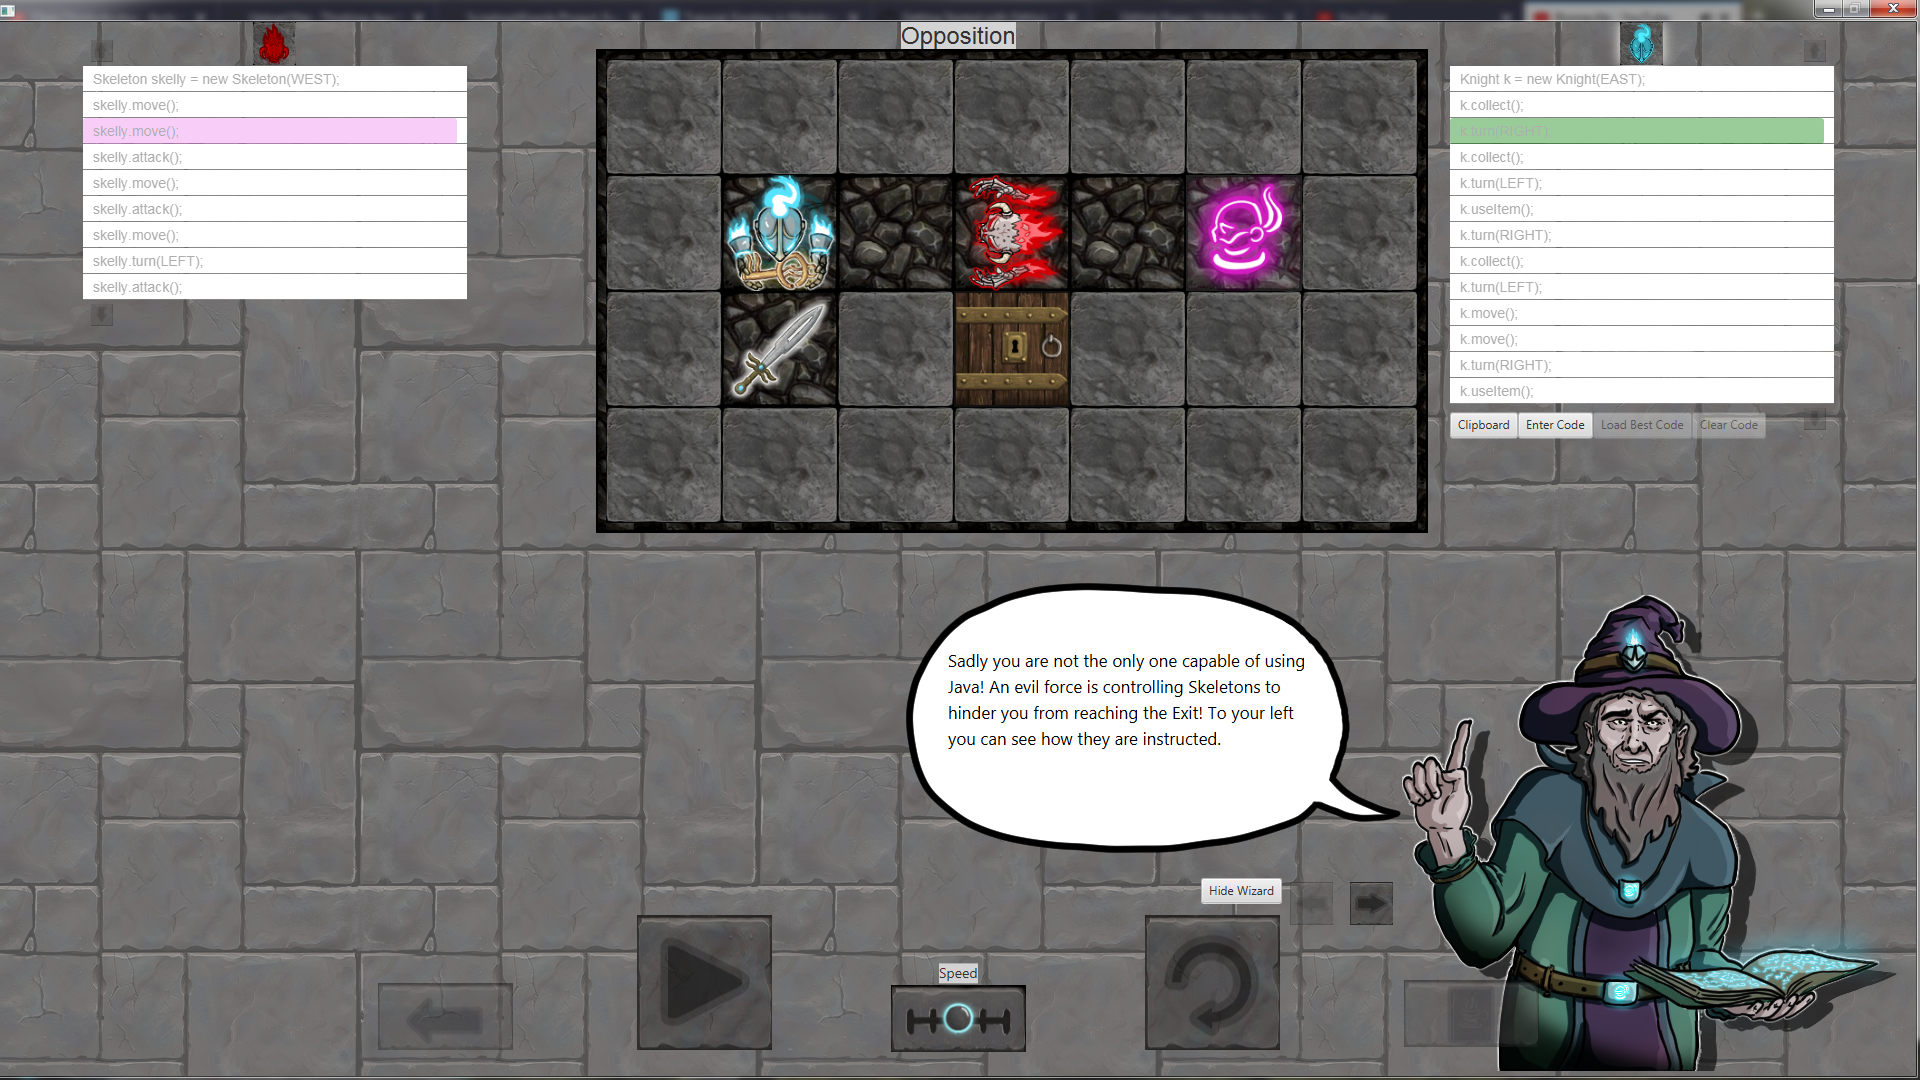 Opposition
Skeleton skelly = new Skeleton(WEST);
skelly.move();
skelly.move();
skelly.attack();
skelly.move();
skelly.attack();
skelly.move();
skelly.turn(LEFT);
skelly.attack();
Knight k = new Knight(EAST);
k.collect();
k.turn(RIGHT);
k.collect();
k.turn(LEFT);
k.useItem();
k.turn(RIGHT);
k.collect();
k.turn(LEFT);
k.move();
k.move();
k.turn(RIGHT);
k.useItem();
Clipboard
Enter Code
Load Best Code
Clear Code
Sadly you are not the only one capable of using
Java! An evil force is controlling Skeletons to
hinder you from reaching the Exit! To your left
you can see how they are instructed.
Hide Wizard
Speed